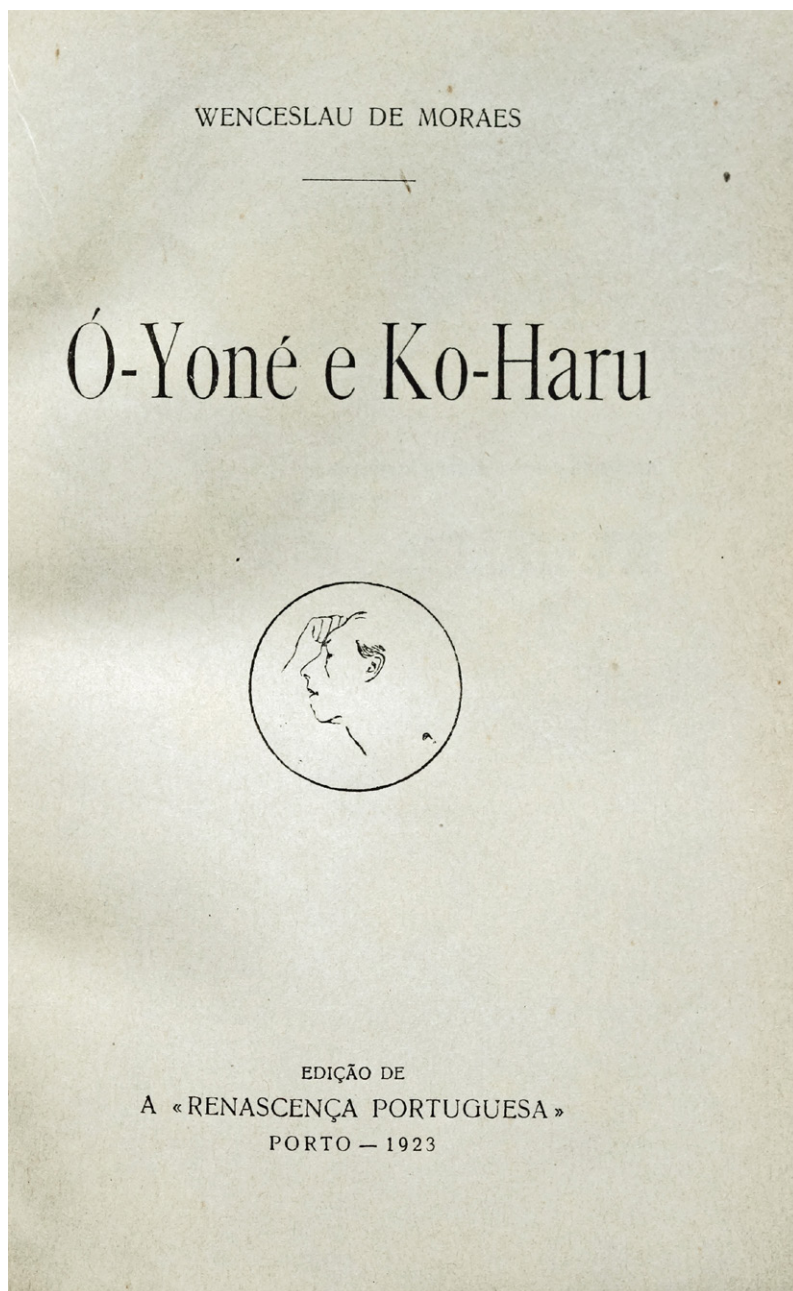 WENCESLAU DE MORAES
Ó-Yoné e Ko-Haru
EDIÇÃO DE
A «RENASCENÇA PORTUGUESA»
PORTO — 1923